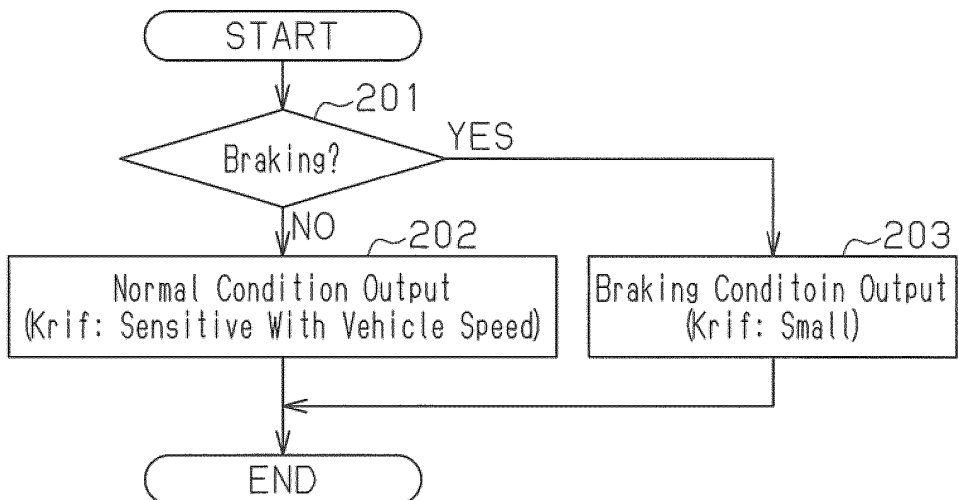 START
201
Braking?
YES
NO
202
Normal Condition Output
(Krif: Sensitive With Vehicle Speed)
203
Braking Conditoin Output
(Krif: Small)
END